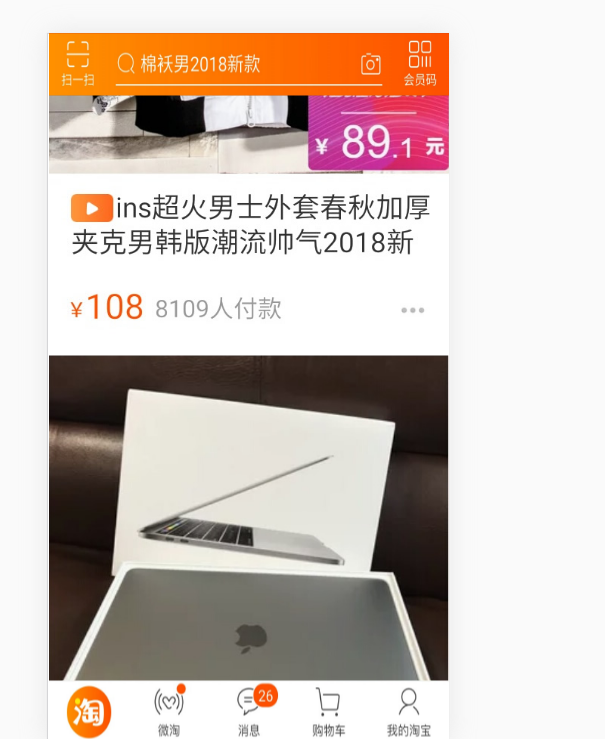 棉袄男2018新款
扫一扫
会员码
¥ 89.1 元
ins超火男士外套春秋加厚
夹克男韩版潮流帅气2018新
¥108 8109人付款
淘
26
微淘
消息
购物车
我的淘宝